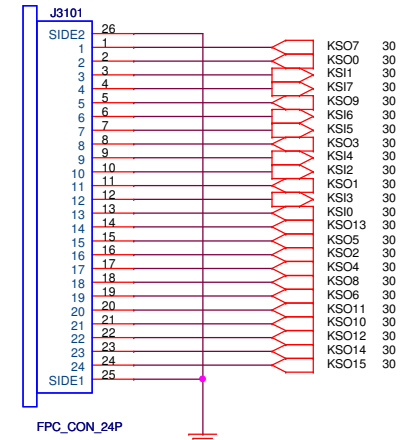 J3101
SIDE2 26
1 1 KSO7 30
2 2 KSO0 30
3 3 KSI1 30
4 4 KSI7 30
5 5 KSO9 30
6 6 KSI6 30
7 7 KSI5 30
8 8 KSO3 30
9 9 KSI4 30
10 10 KSI2 30
11 11 KSO1 30
12 12 KSI3 30
13 13 KSI0 30
14 14 KSO13 30
15 15 KSO5 30
16 16 KSO2 30
17 17 KSO4 30
18 18 KSO8 30
19 19 KSO6 30
20 20 KSO11 30
21 21 KSO10 30
22 22 KSO12 30
23 23 KSO14 30
24 24 KSO15 30
SIDE1 25
FPC_CON_24P